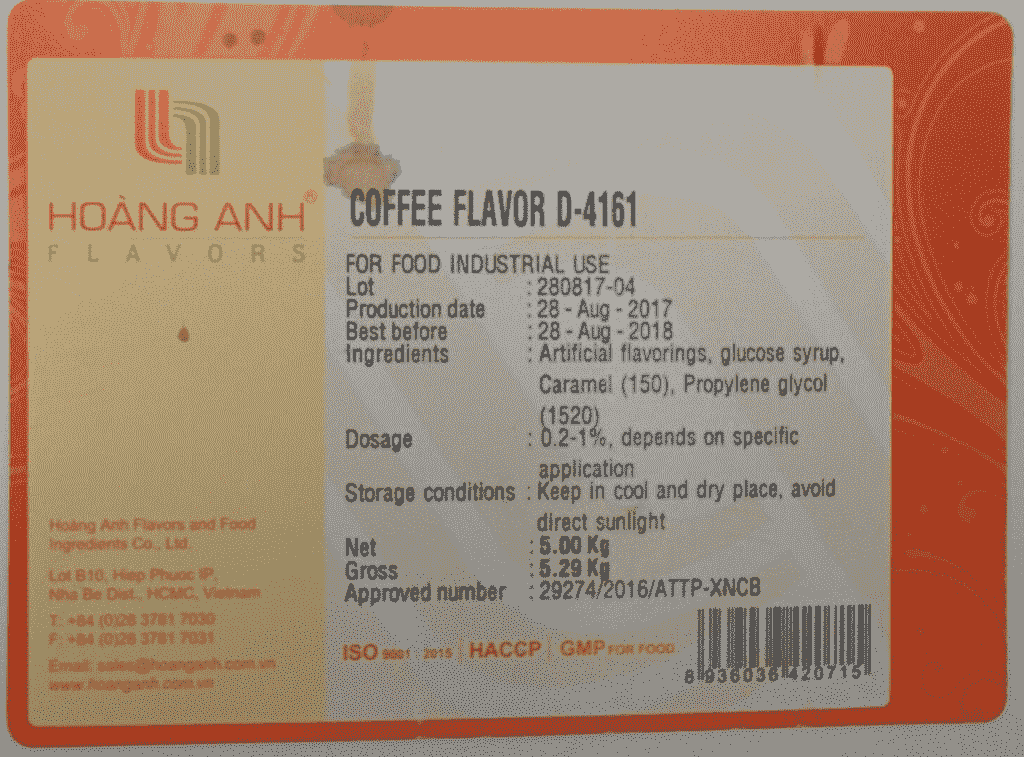 HOÀNG ANH®
FLAVORS
COFFEE FLAVOR D-4161
FOR FOOD INDUSTRIAL USE
Lot : 280817-04
Production date : 28 - Aug - 2017
Best before : 28 - Aug - 2018
Ingredients : Artificial flavorings, glucose syrup,
Caramel (150), Propylene glycol
(1520)
Dosage : 0.2-1%, depends on specific
application
Storage conditions : Keep in cool and dry place, avoid
direct sunlight
Net : 5.00 Kg
Gross : 5.29 Kg
Approved number : 29274/2016/ATTP-XNCB
ISO 9001 : 2015 | HACCP | GMP FOR FOOD
8 936036 420715
Hoàng Anh Flavors and Food
Ingredients Co., Ltd.
Lot B10, Hiep Phuoc IP,
Nha Be Dist., HCMC, Vietnam
T: +84 (0)28 3781 7030
F: +84 (0)28 3781 7031
Email: sales@hoanganh.com.vn
www.hoanganh.com.vn